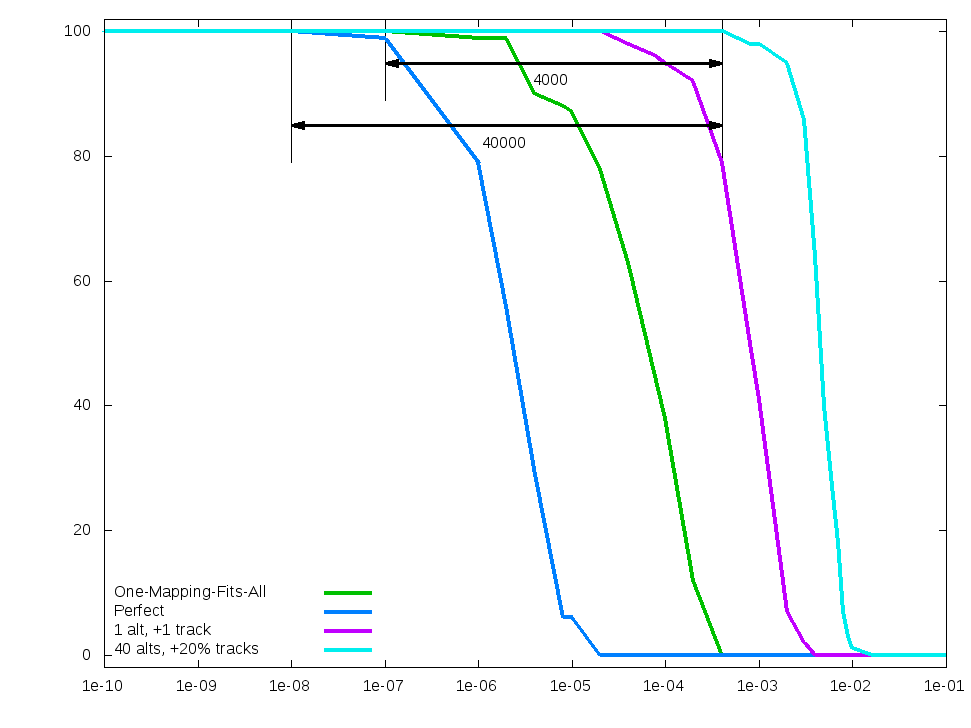 100
80
60
40
20
0
4000
40000
One-Mapping-Fits-All
Perfect
1 alt, +1 track
40 alts, +20% tracks
1e-10 1e-09 1e-08 1e-07 1e-06 1e-05 1e-04 1e-03 1e-02 1e-01